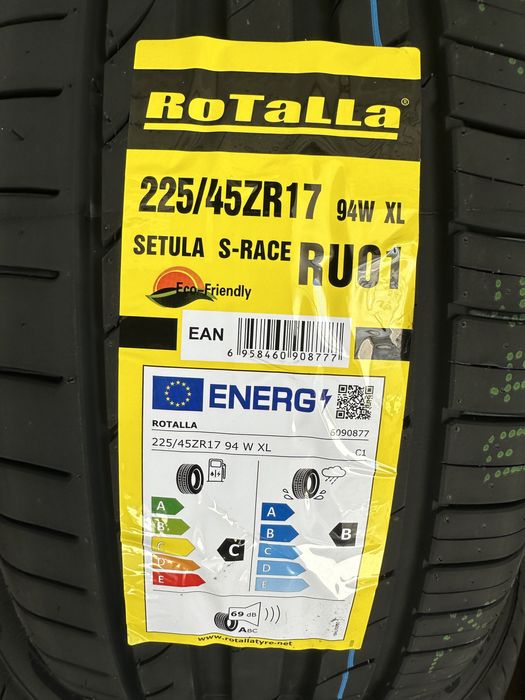 RoTaLLa®
225/45ZR17 94W XL
SETULA S-RACE RU01
Eco-Friendly
EAN
6 958460 908777
ENERG
ROTALLA 6090877
225/45ZR17 94 W XL C1
A A
B B B
C C C
D D
E E
69 dB
ABC
www.rotallatyre.net